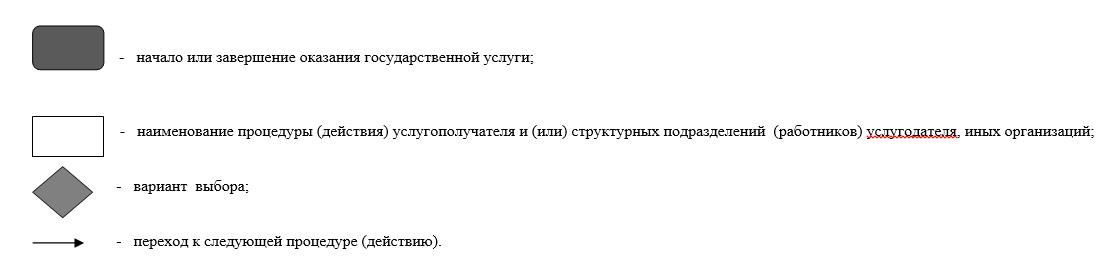 - начало или завершение оказания государственной услуги;
- наименование процедуры (действия) услугополучателя и (или) структурных подразделений (работников) услугодателя, иных организаций;
- вариант выбора;
- переход к следующей процедуре (действию).